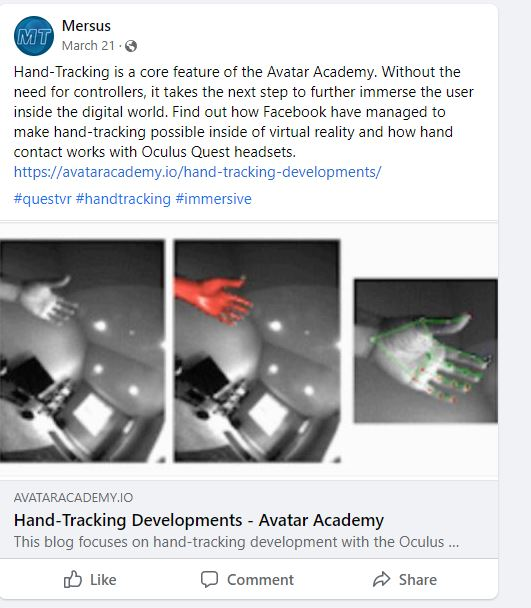 MT
Mersus
March 21 ·
Hand-Tracking is a core feature of the Avatar Academy. Without the
need for controllers, it takes the next step to further immerse the user
inside the digital world. Find out how Facebook have managed to
make hand-tracking possible inside of virtual reality and how hand
contact works with Oculus Quest headsets.
https://avataracademy.io/hand-tracking-developments/
#questvr #handtracking #immersive
AVATARACADEMY.IO
Hand-Tracking Developments - Avatar Academy
This blog focuses on hand-tracking development with the Oculus ...
Like
Comment
Share